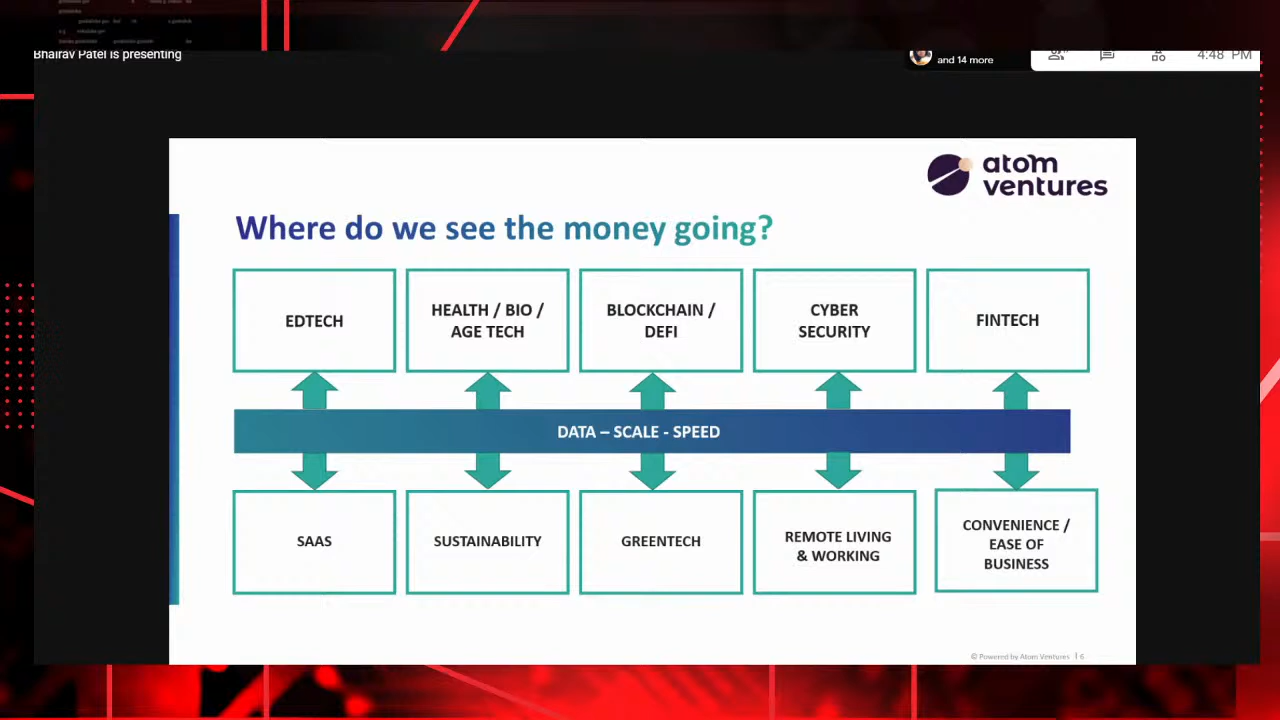 Bhairav Patel is presenting
and 14 more
4:48 PM
atom
ventures
Where do we see the money going?
EDTECH
HEALTH / BIO /
AGE TECH
BLOCKCHAIN /
DEFI
CYBER
SECURITY
FINTECH
DATA – SCALE - SPEED
SAAS
SUSTAINABILITY
GREENTECH
REMOTE LIVING
& WORKING
CONVENIENCE /
EASE OF
BUSINESS
© Powered by Atom Ventures | 6